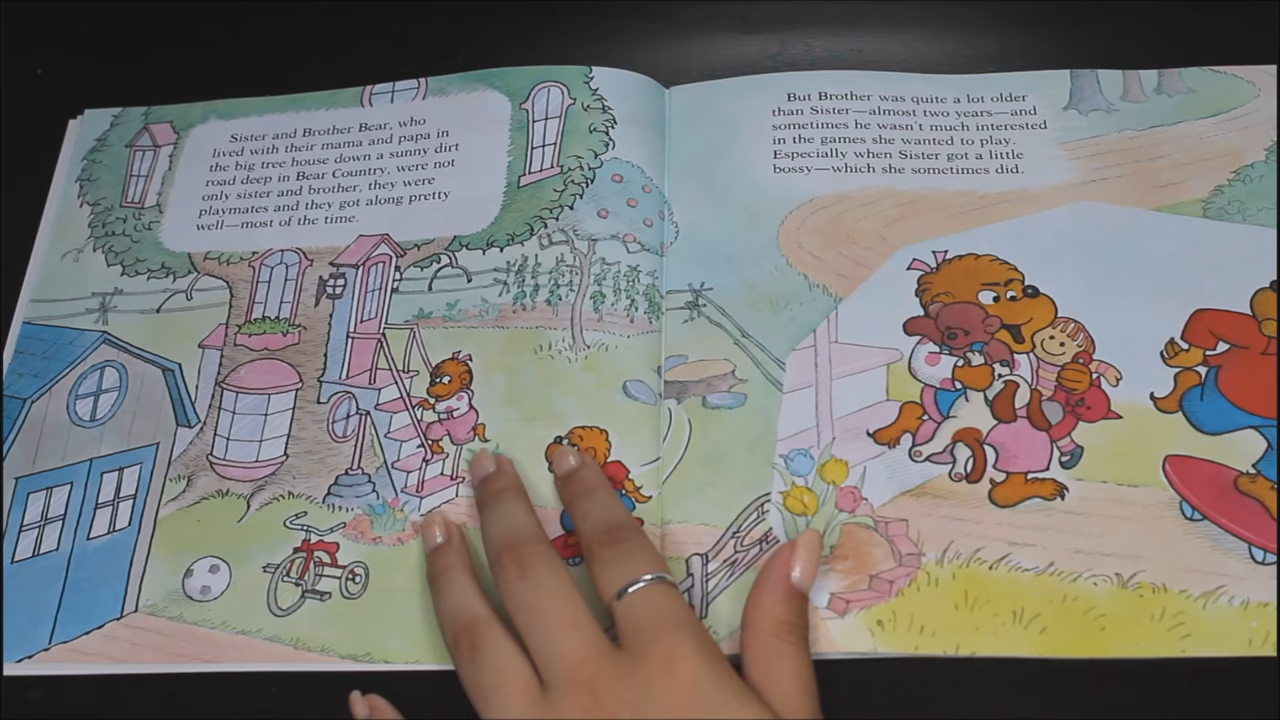 Sister and Brother Bear, who
lived with their mama and papa in
the big tree house down a sunny dirt
road deep in Bear Country, were not
only sister and brother, they were
playmates and they got along pretty
well—most of the time.
But Brother was quite a lot older
than Sister—almost two years—and
sometimes he wasn't much interested
in the games she wanted to play.
Especially when Sister got a little
bossy—which she sometimes did.